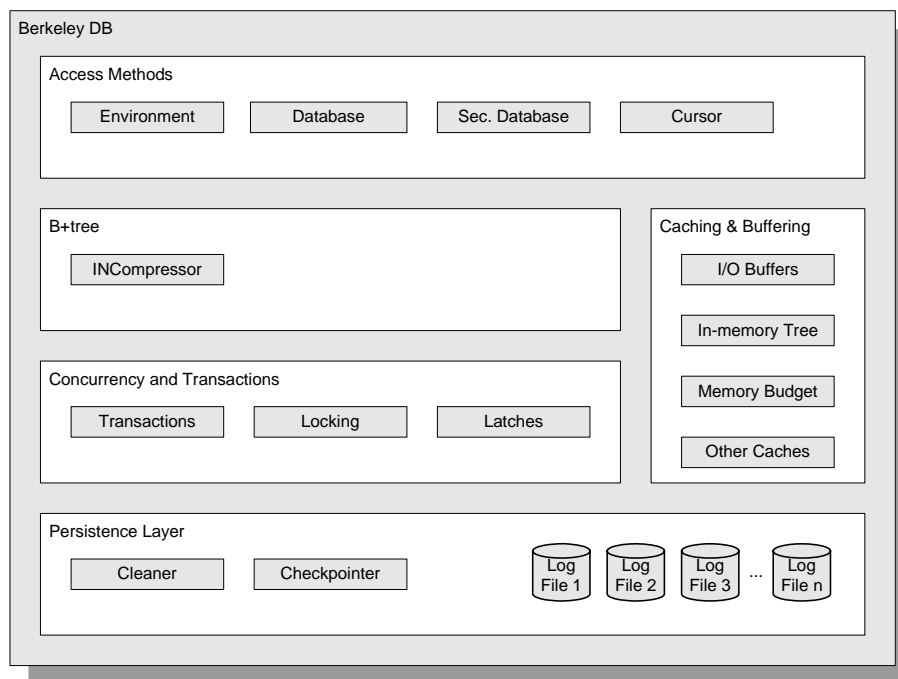 Berkeley DB
Access Methods
Environment
Database
Sec. Database
Cursor
B+tree
INCompressor
Caching & Buffering
I/O Buffers
In-memory Tree
Memory Budget
Other Caches
Concurrency and Transactions
Transactions
Locking
Latches
Persistence Layer
Cleaner
Checkpointer
Log
File 1
Log
File 2
Log
File 3
...
Log
File n